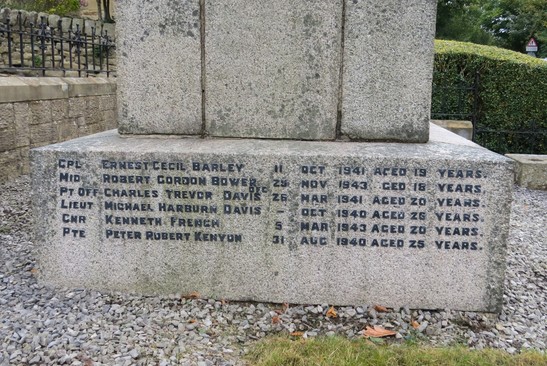 CPL ERNEST CECIL BARLEY 11 OCT 1941 AGED 19 YEARS.
MID ROBERT GORDON BOWER 25 NOV 1943 GED 18 YEARS.
PT OFF CHARLES TREVOR DAVIS DFC 26 MAR 1941 AGED 20 YEARS.
LIEUT MICHAEL HARBURN DAVIS OCT 1940 AGED 26 YEARS.
GNR KENNETH FRENCH 5 MAR 1943 AGED 20 YEARS.
PTE PETER RUBERT KENYON 31 AUG 1940 AGED 25 YEARS.